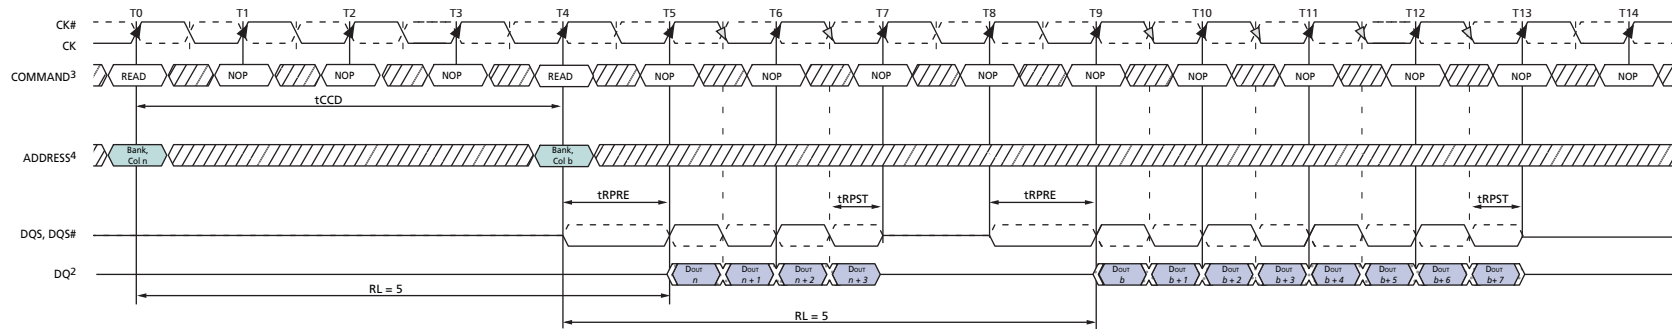 T0 T1 T2 T3 T4 T5 T6 T7 T8 T9 T10 T11 T12 T13 T14
CK#
CK
COMMAND3 READ NOP NOP NOP READ NOP NOP NOP NOP NOP NOP NOP NOP NOP NOP
tCCD
ADDRESS4 Bank, Col n Bank, Col b
tRPRE tRPST tRPRE tRPST
DQS, DQS#
DQ2 DOUT n DOUT n + 1 DOUT n + 2 DOUT n + 3 DOUT b DOUT b + 1 DOUT b + 2 DOUT b + 3 DOUT b + 4 DOUT b+ 5 DOUT b+ 6 DOUT b+ 7
RL = 5
RL = 5